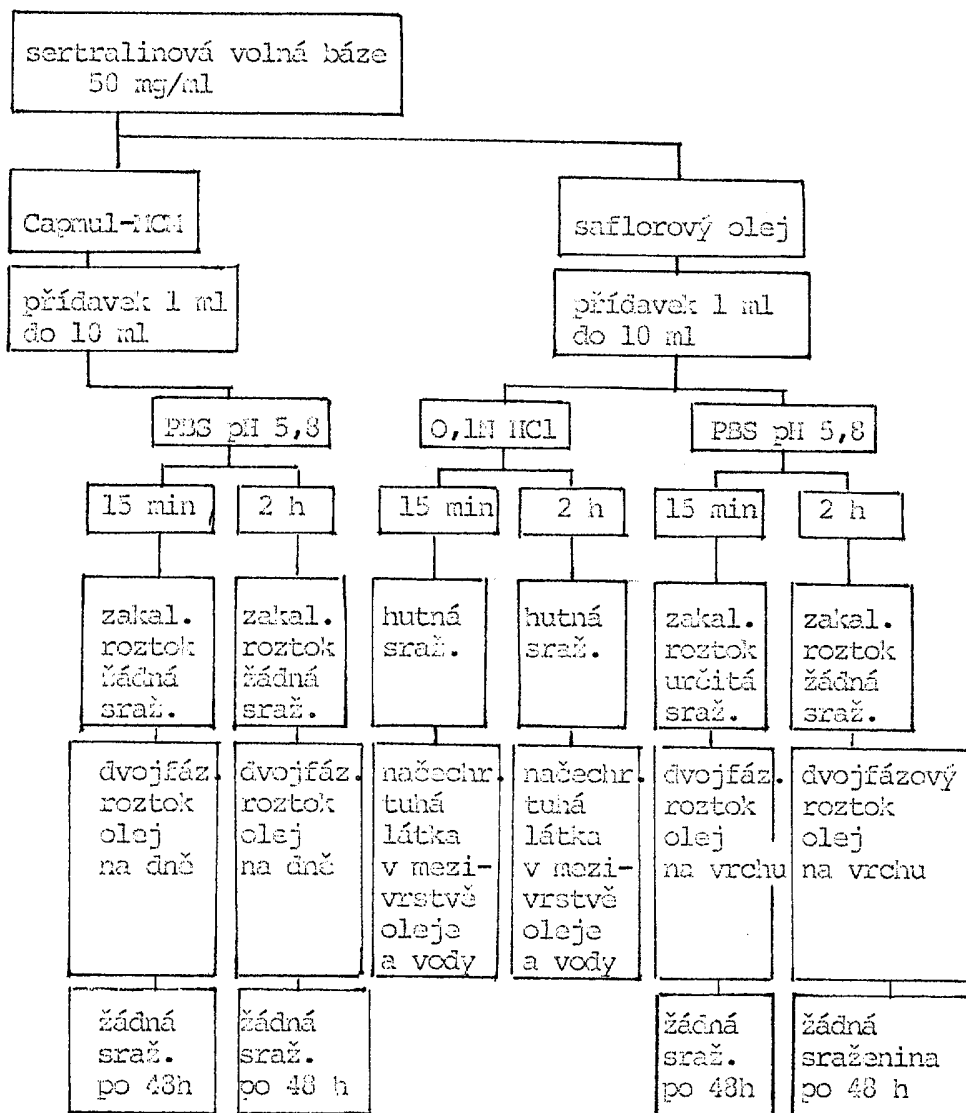 sertralinová volná báze
50 mg/ml
Capmul-MCM
saflorový olej
přídavek 1 ml
do 10 ml
přídavek 1 ml
do 10 ml
PBS pH 5,8
0,1N HCl
PBS pH 5,8
15 min
2 h
15 min
2 h
15 min
2 h
zakal.
roztok
žádná
sraž.
zakal.
roztok
žádná
sraž.
hutná
sraž.
hutná
sraž.
zakal.
roztok
určitá
sraž.
zakal.
roztok
žádná
sraž.
dvojfáz.
roztok
olej
na dně
dvojfáz.
roztok
olej
na dně
načechr.
tuhá
látka
v mezi-
vrstvě
oleje
a vody
načechr.
tuhá
látka
v mezi-
vrstvě
oleje
a vody
dvojfáz.
roztok
olej
na vrchu
dvojfázový
roztok
olej
na vrchu
žádná
sraž.
po 48h
žádná
sraž.
po 48 h
žádná
sraž.
po 48h
žádná
sraženina
po 48 h